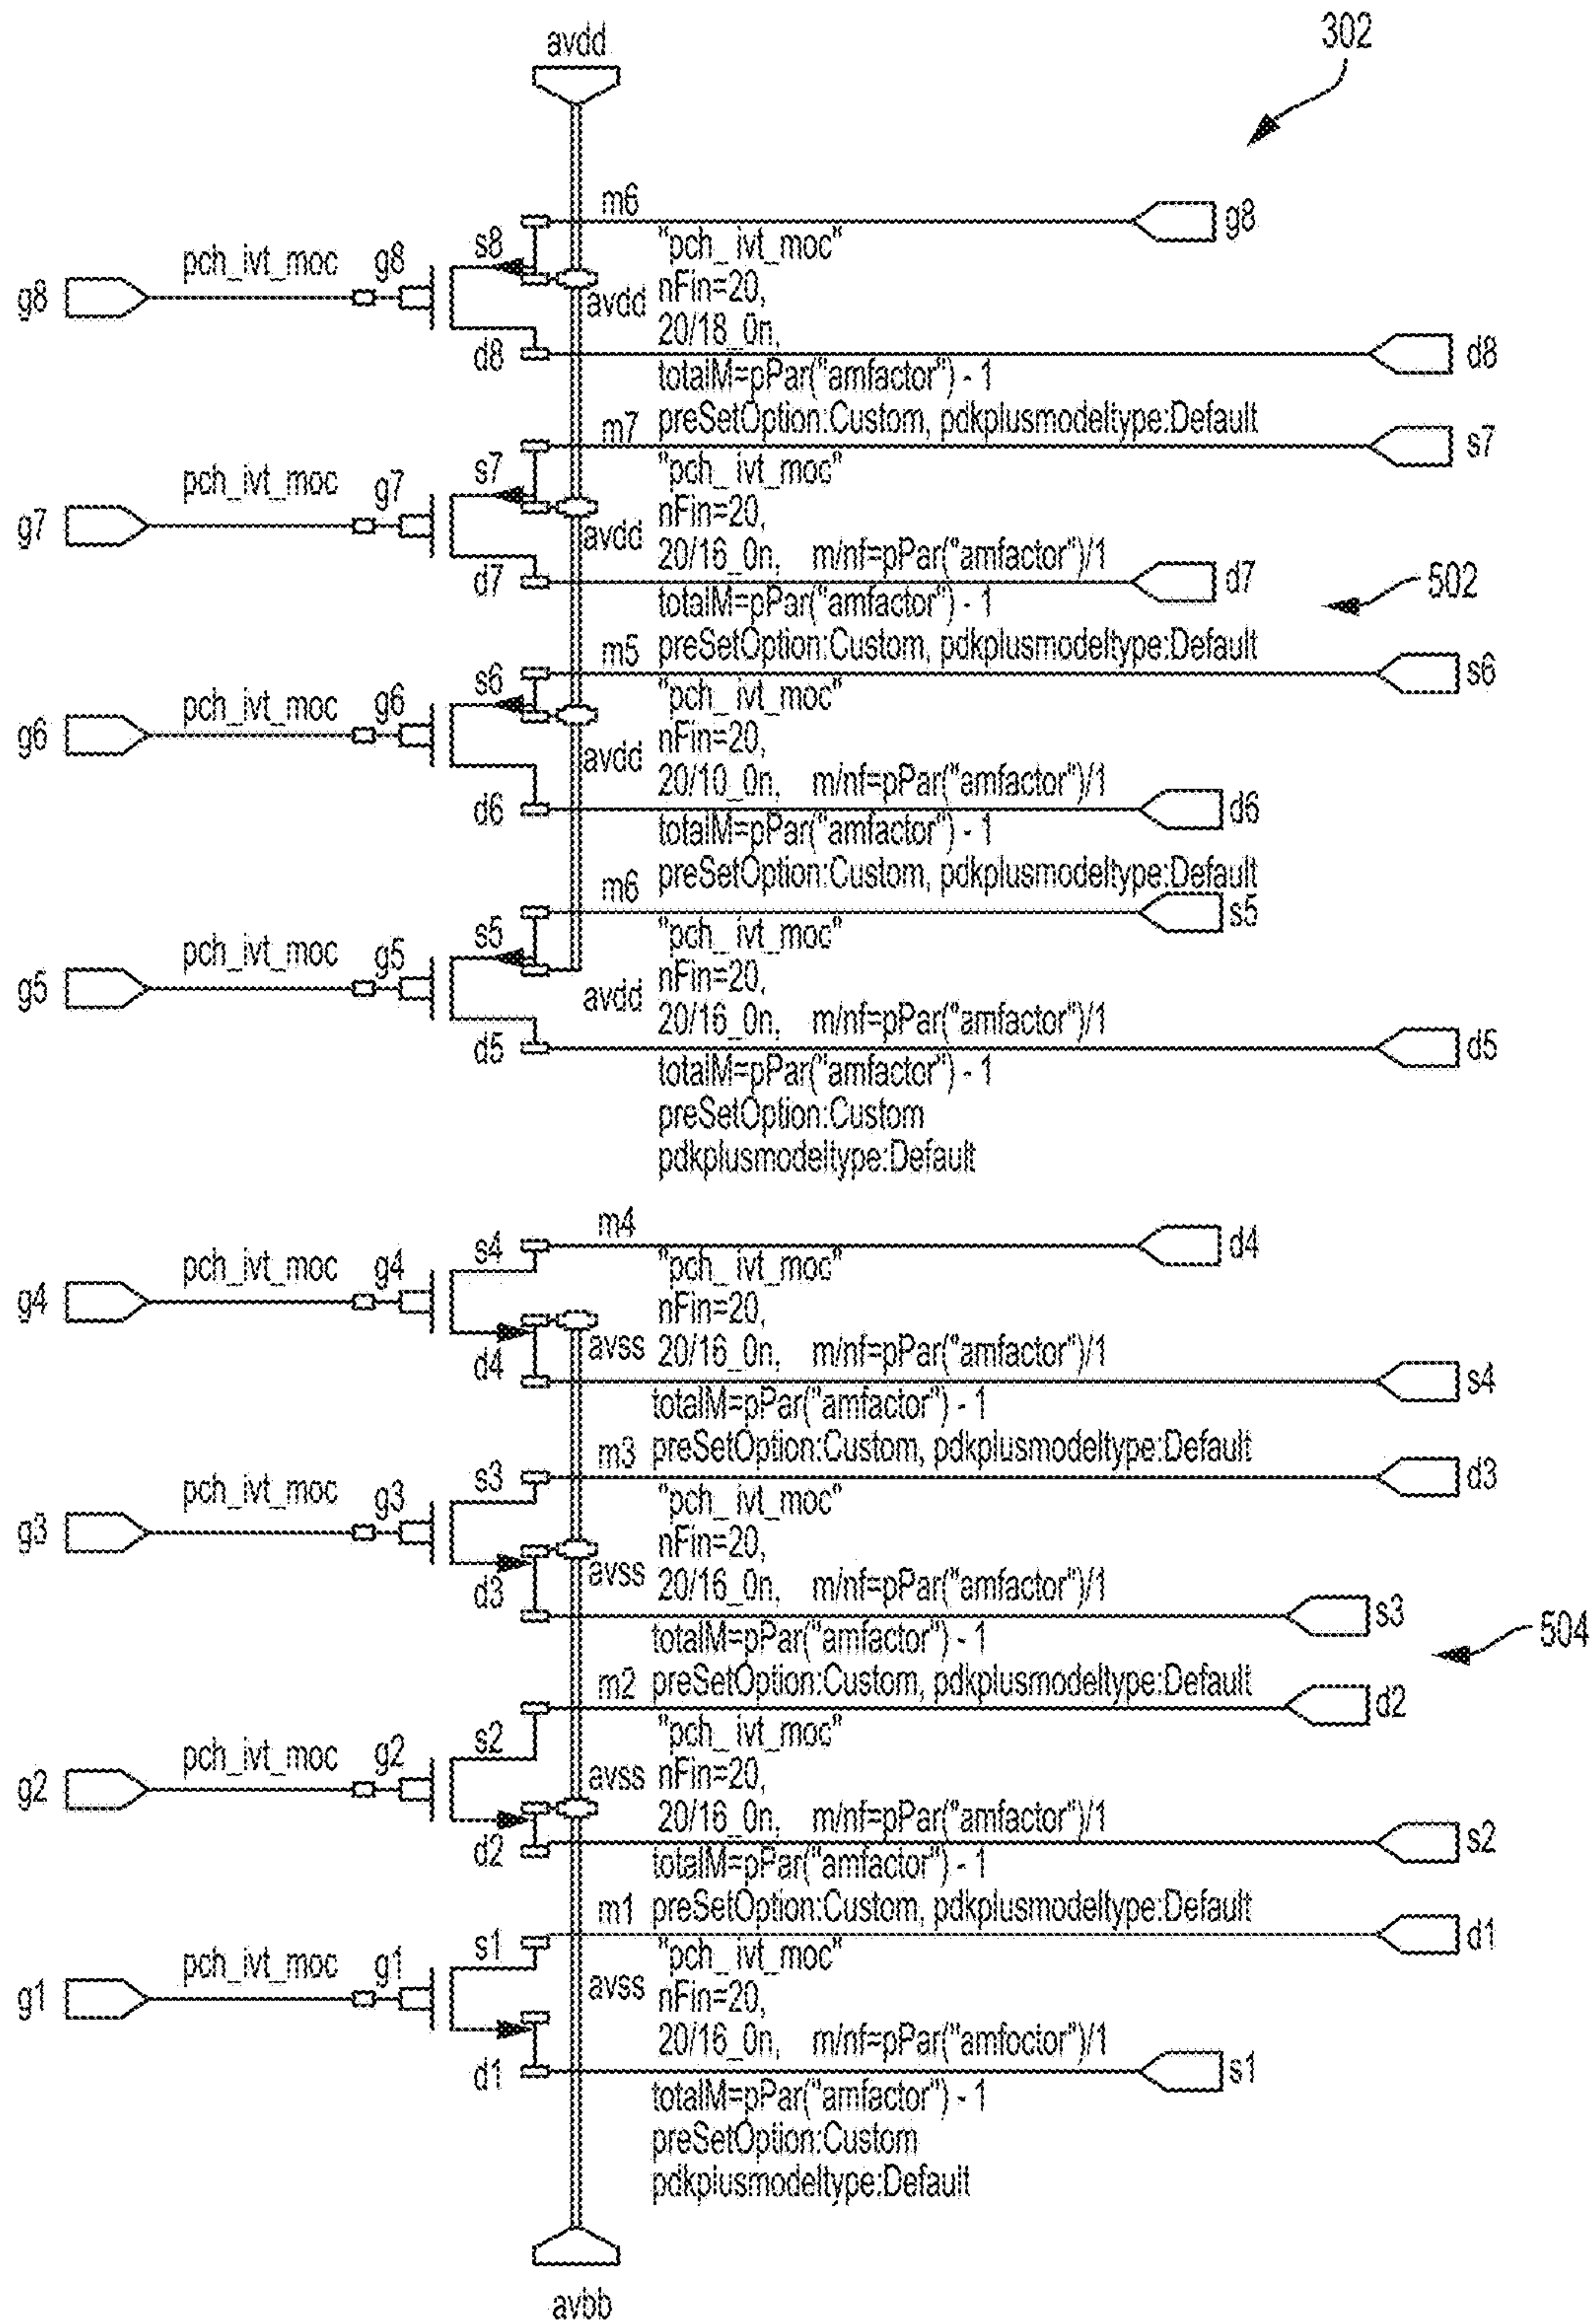 302
avdd
m6
g8
s8
"pch_ivt_moc"
pch_ivt_moc
g8
nFin=20,
g8
avdd
20/18_0n,
d8
d8
totalM=pPar("amfactor") - 1
preSetOption:Custom, pdkplusmodeltype:Default
m7
s7
s7
"pch_ivt_moc"
pch_ivt_moc
g7
nFin=20,
g7
avdd
20/16_0n, m/nf=pPar("amfactor")/1
d7
d7
502
totalM=pPar("amfactor") - 1
preSetOption:Custom, pdkplusmodeltype:Default
m5
s6
s6
"pch_ivt_moc"
pch_ivt_moc
g6
nFin=20,
g6
avdd
20/10_0n, m/nf=pPar("amfactor")/1
d6
d6
totalM=pPar("amfactor") - 1
preSetOption:Custom, pdkplusmodeltype:Default
m6
s5
s5
"pch_ ivt_moc"
pch_ivt_moc
g5
nFin=20,
g5
avdd
20/16_0n, m/nf=pPar("amfactor")/1
d5
d5
totalM=pPar("amfactor") - 1
preSetOption:Custom
pdkplusmodeltype:Default
m4
d4
s4
"pch_ ivt_moc"
pch_ivt_moc
g4
nFin=20,
g4
avss
20/16_0n, m/nf=pPar("amfactor")/1
d4
s4
totalM=pPar("amfactor") - 1
preSetOption:Custom, pdkplusmodeltype:Default
m3
d3
s3
"pch_ ivt_moc"
pch_ivt_moc
g3
nFin=20,
g3
avss
20/16_0n, m/nf=pPar("amfactor")/1
d3
s3
504
totalM=pPar("amfactor") - 1
preSetOption:Custom, pdkplusmodeltype:Default
m2
d2
s2
"pch_ ivt_moc"
pch_ivt_moc
g2
nFin=20,
g2
avss
20/16_0n, m/nf=pPar("amfactor")/1
d2
s2
totalM=pPar("amfactor") - 1
preSetOption:Custom, pdkplusmodeltype:Default
m1
d1
s1
"pch_ ivt_moc"
pch_ivt_moc
g1
nFin=20,
g1
avss
20/16_0n, m/nf=pPar("amfoctor")/1
d1
s1
totalM=pPar("amfactor") - 1
preSetOption:Custom
pdkplusmodeltype:Default
avbb